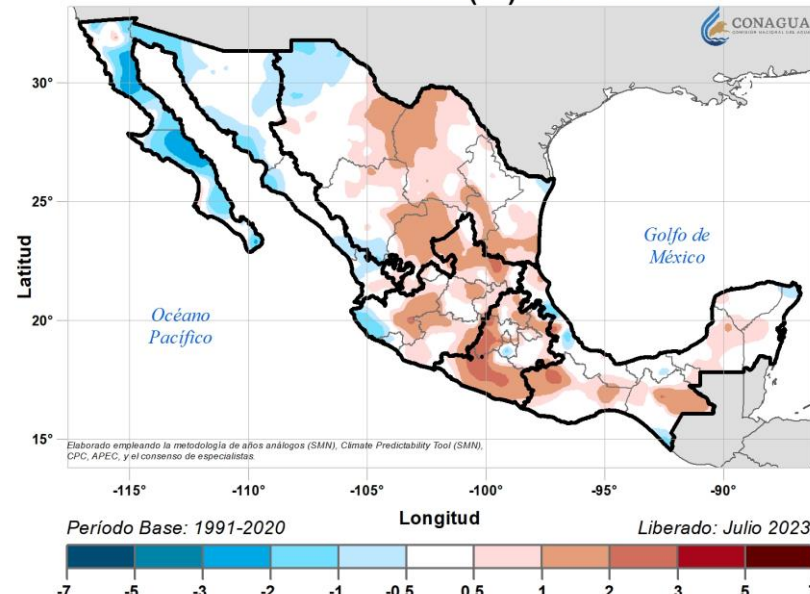 CONAGUA
COMISIÓN NACIONAL DEL AGUA
30°
25°
20°
15°
Latitud
Golfo de
México
Océano
Pacífico
Elaborado empleando la metodología de años análogos (SMN), Climate Predictability Tool (SMN),
CPC, APEC, y el consenso de especialistas.
-115° -110° -105° -100° -95° -90°
Longitud
Período Base: 1991-2020 Liberado: Julio 2023
-7 -5 -3 -2 -1 -0.5 0.5 1 2 3 5